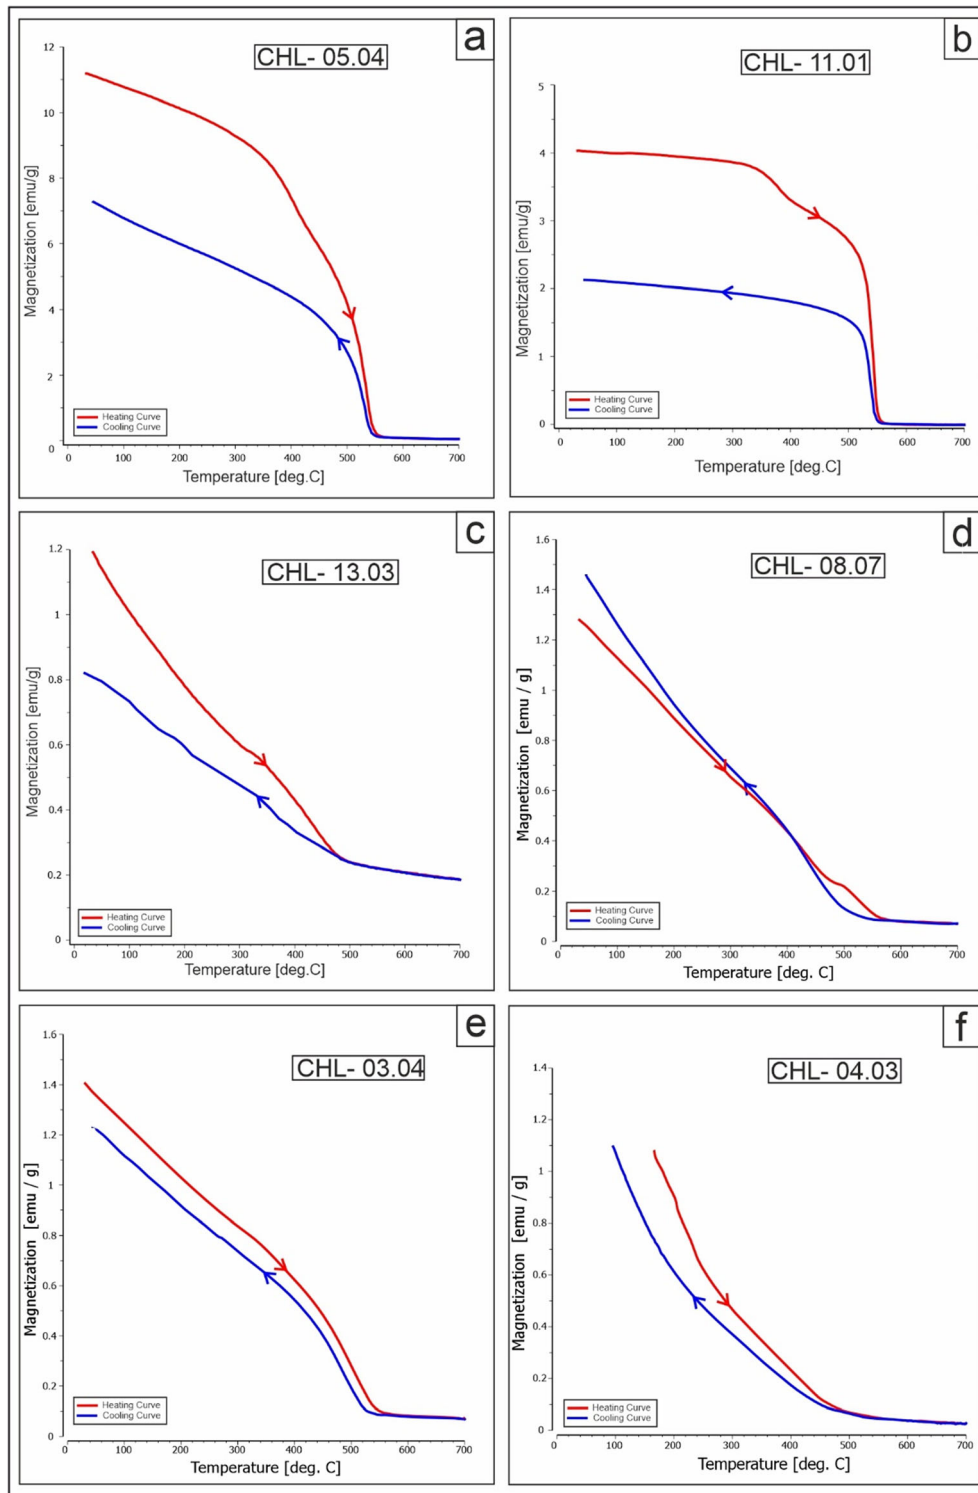 a
CHL- 05.04
12
10
8
6
4
2
0
Magnetization [emu/g]
Heating Curve
Cooling Curve
0 100 200 300 400 500 600 700
Temperature [deg.C]
b
CHL- 11.01
5
4
3
2
1
0
Magnetization [emu/g]
Heating Curve
Cooling Curve
0 100 200 300 400 500 600 700
Temperature [deg.C]
c
CHL- 13.03
1.2
1
0.8
0.6
0.4
0.2
0
Magnetization [emu/g]
Heating Curve
Cooling Curve
0 100 200 300 400 500 600 700
Temperature [deg.C]
d
CHL- 08.07
1.6
1.4
1.2
1
0.8
0.6
0.4
0.2
0
Magnetization [emu / g]
Heating Curve
Cooling Curve
0 100 200 300 400 500 600 700
Temperature [deg. C]
e
CHL- 03.04
1.6
1.4
1.2
1
0.8
0.6
0.4
0.2
0
Magnetization [emu / g]
Heating Curve
Cooling Curve
0 100 200 300 400 500 600 700
Temperature [deg. C]
f
CHL- 04.03
1.4
1.2
1
0.8
0.6
0.4
0.2
0
Magnetization [emu / g]
Heating Curve
Cooling Curve
0 100 200 300 400 500 600 700
Temperature [deg. C]